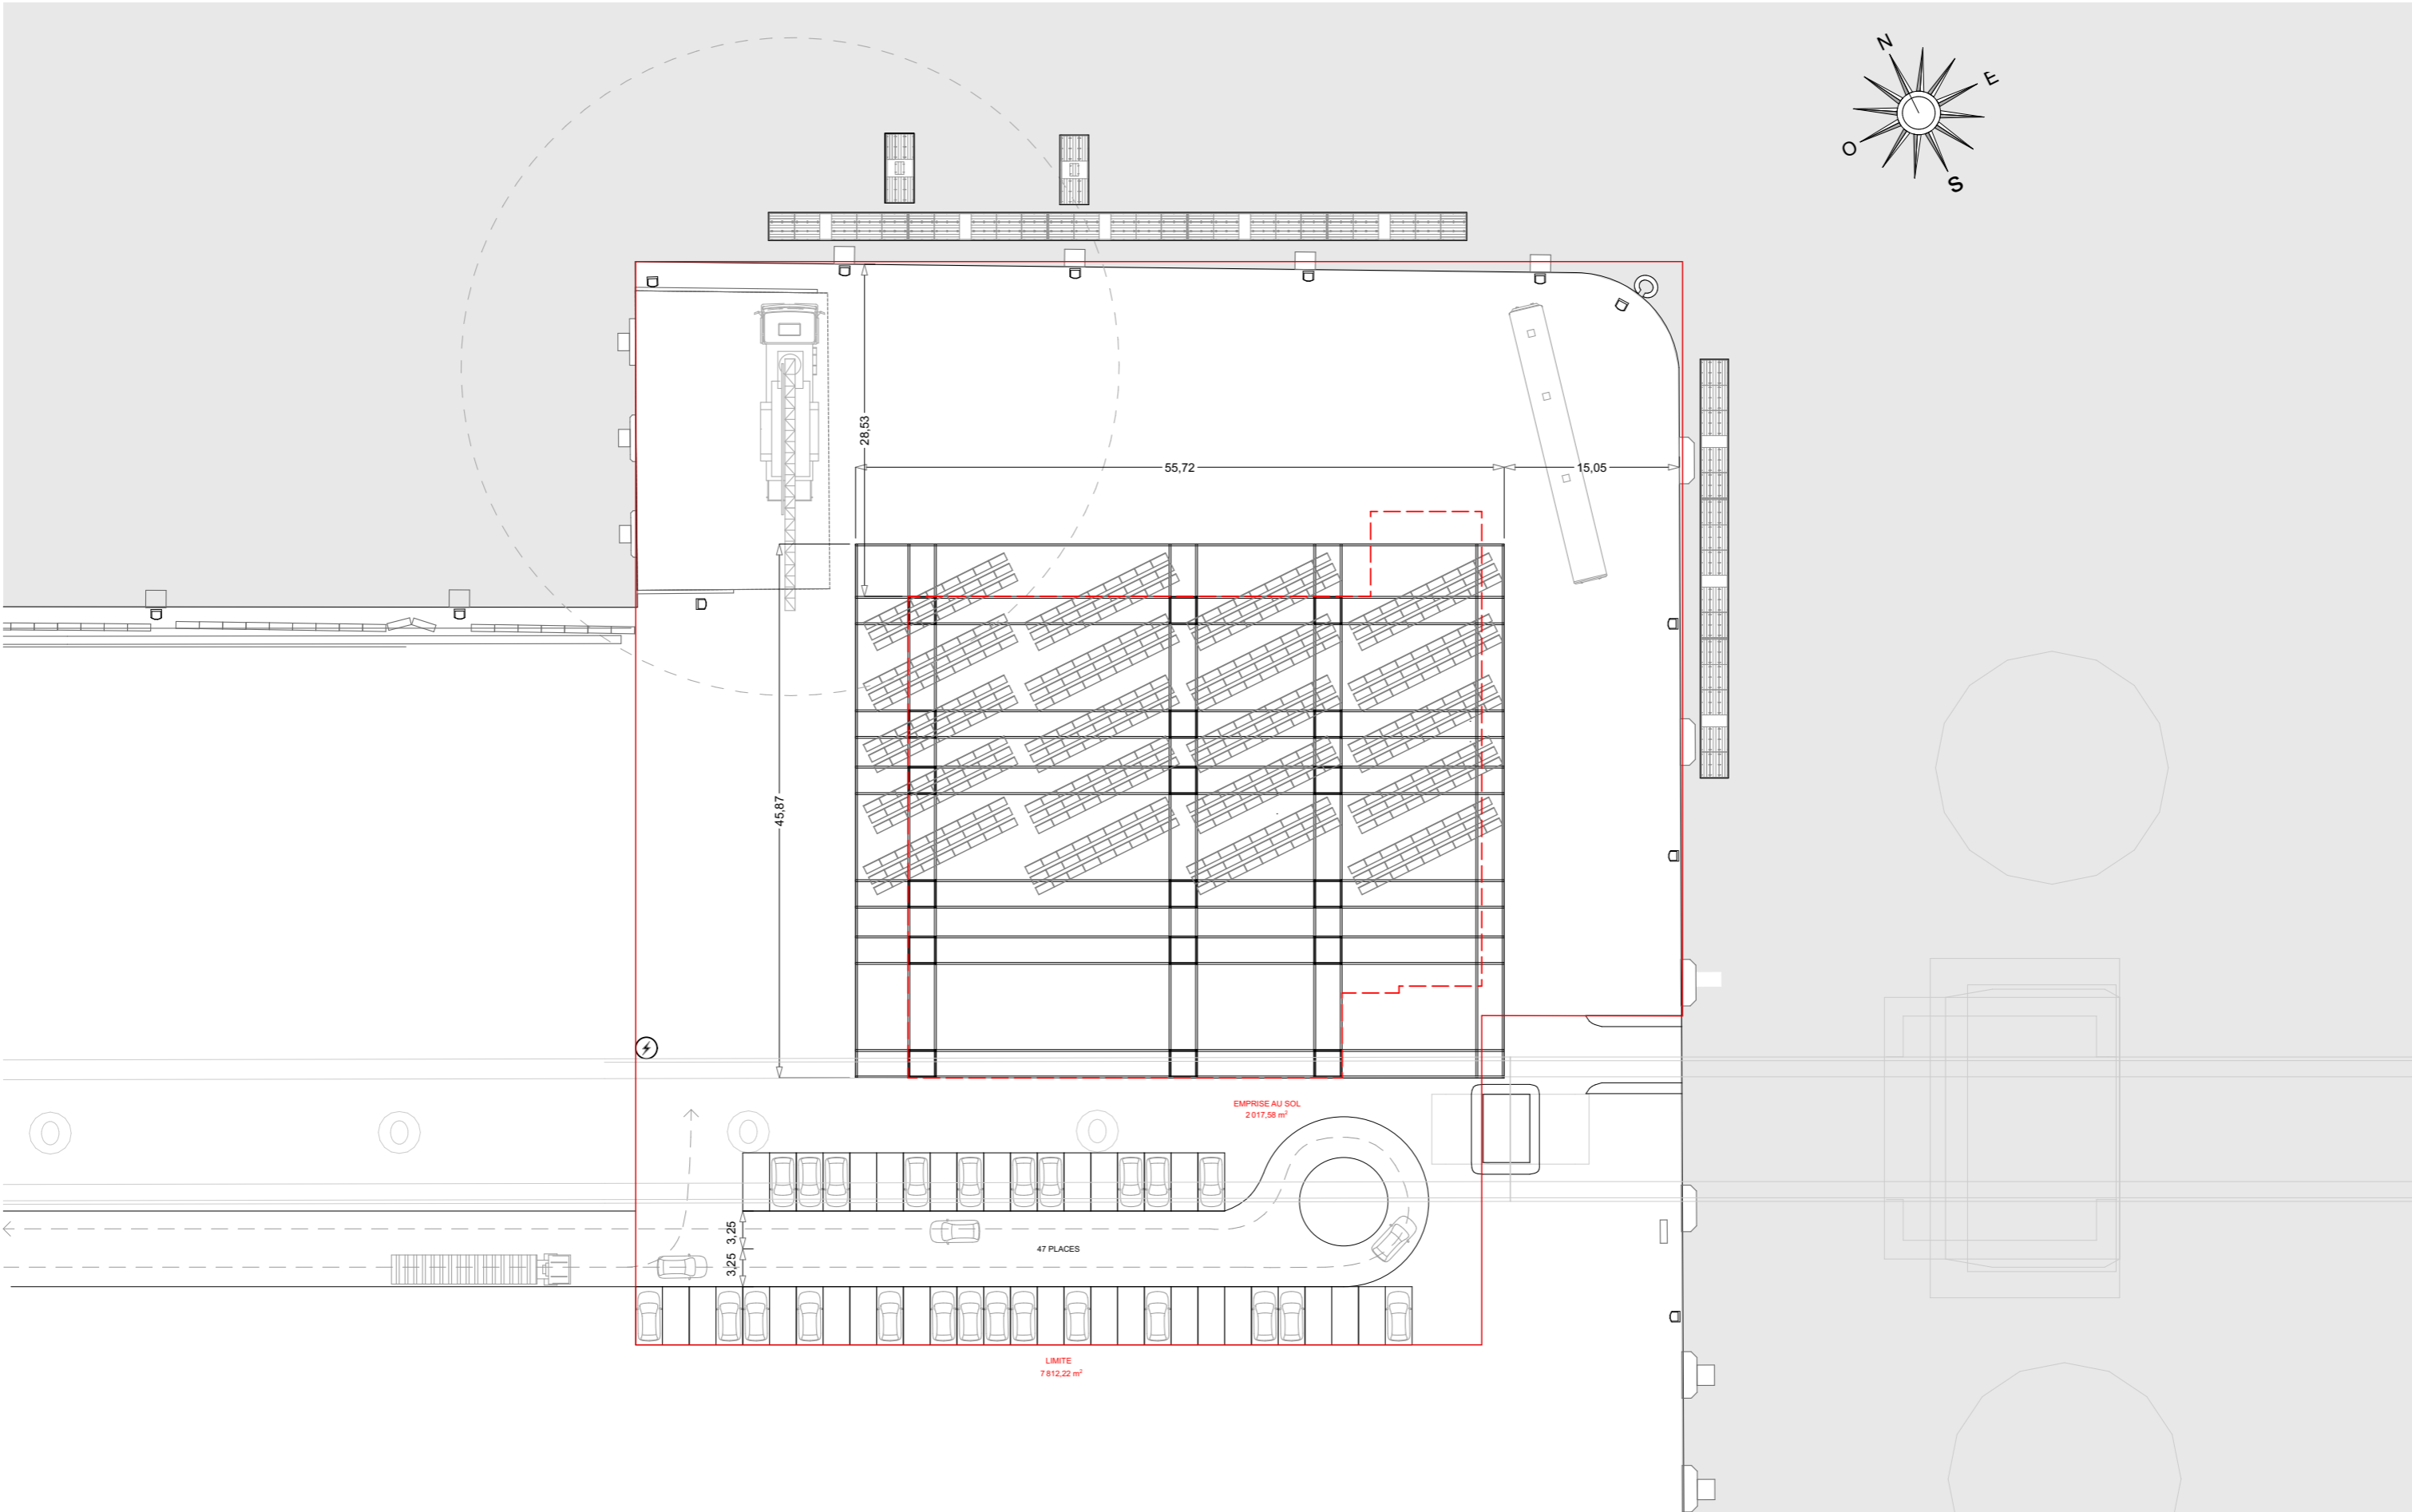 N
E
O
S
28,53
55,72
15,05
45,87
EMPRISE AU SOL
2 017,58 m²
3,25
3,25
47 PLACES
LIMITE
7 812,22 m²